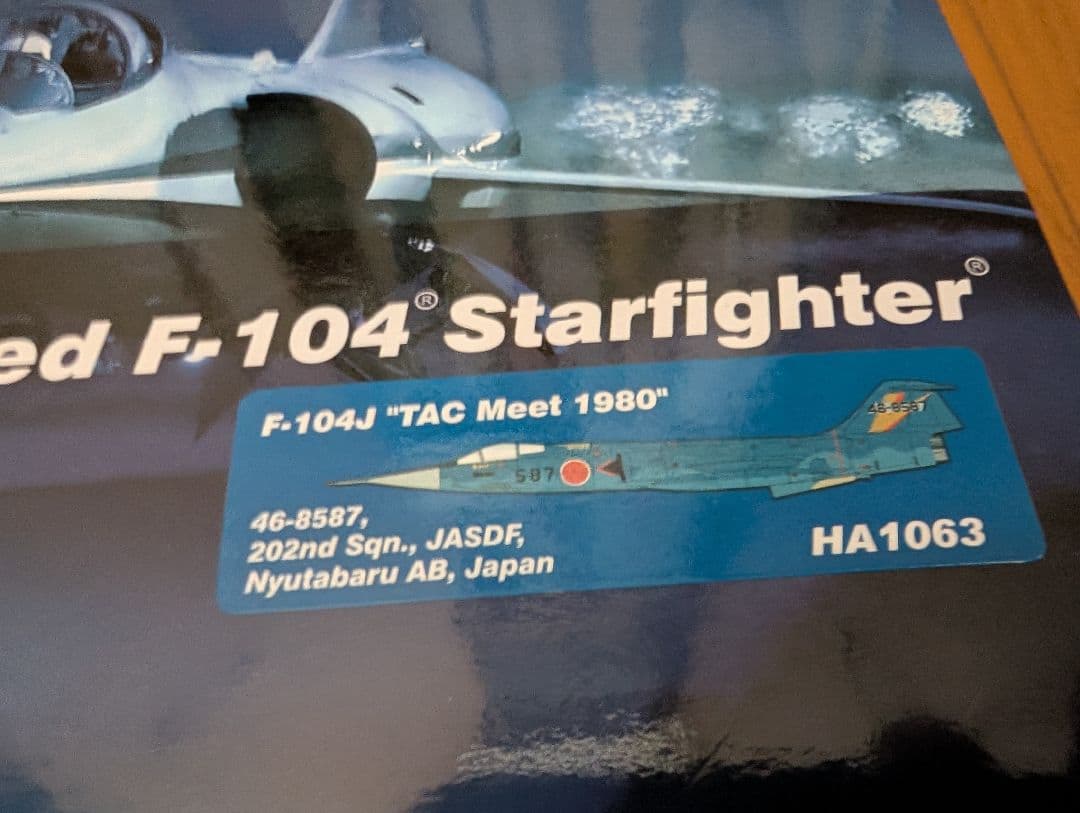 ed F-104® Starfighter®
F-104J "TAC Meet 1980"
46-8587
587
46-8587,
202nd Sqn., JASDF,
Nyutabaru AB, Japan
HA1063